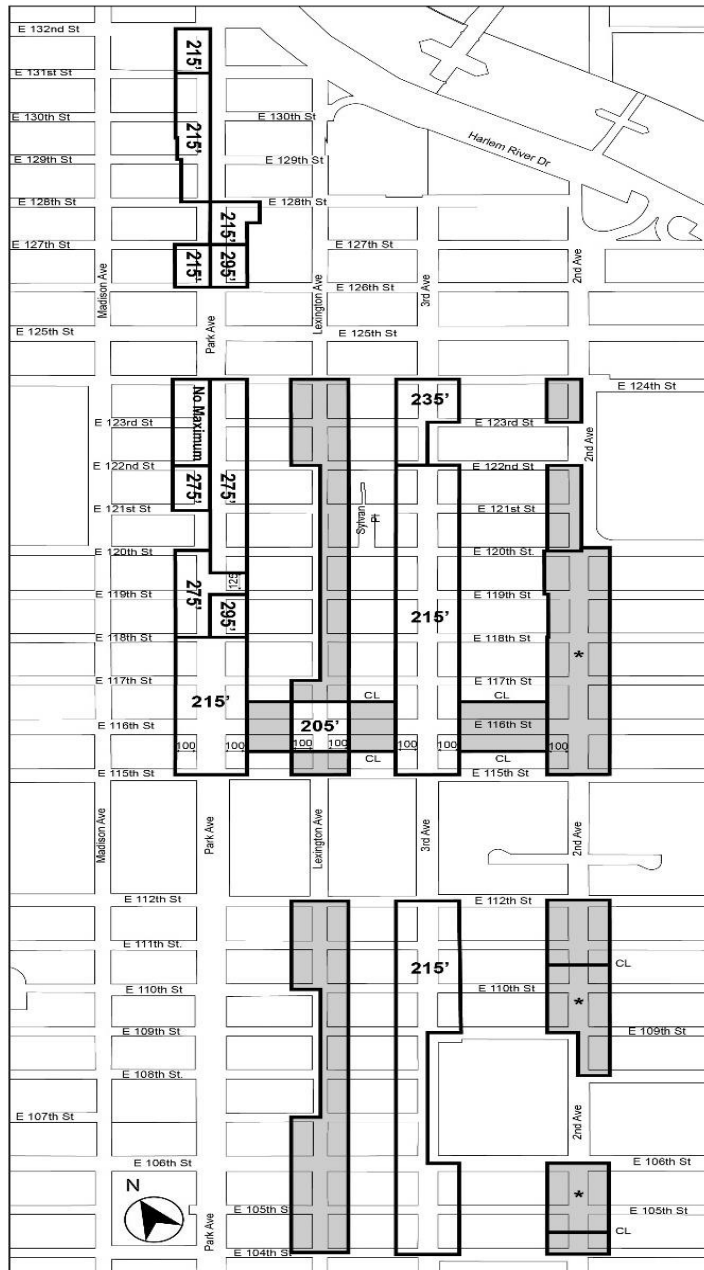 E 132nd St
215'
E 131st St
215'
E 130th St
E 130th St
Harlem River Dr
E 129th St
E 129th St
E 128th St
E 128th St
215'
E 127th St
E 127th St
215'
295'
Madison Ave
Park Ave
Lexington Ave
3rd Ave
2nd Ave
E 126th St
E 125th St
E 125th St
E 124th St
No Maximum
235'
E 123rd St
E 123rd St
E 122nd St
E 122nd St
2nd Ave
275'
275'
E 121st St
E 121st St
Sylvan Pl
E 120th St
E 120th St.
275'
125
E 119th St
E 119th St
295'
215'
E 118th St
E 118th St
*
E 117th St
E 117th St
215'
CL
CL
E 116th St
205'
E 116th St
100
100
100
100
100
100
100
CL
CL
E 115th St
E 115th St
Madison Ave
Park Ave
Lexington Ave
3rd Ave
2nd Ave
E 112th St
E 112th St
E 111th St.
215'
CL
E 110th St
E 110th St
*
E 109th St
E 109th St
E 108th St.
E 107th St
2nd Ave
E 106th St
E 106th St
N
*
E 105th St
E 105th St
Park Ave
CL
E 104th St